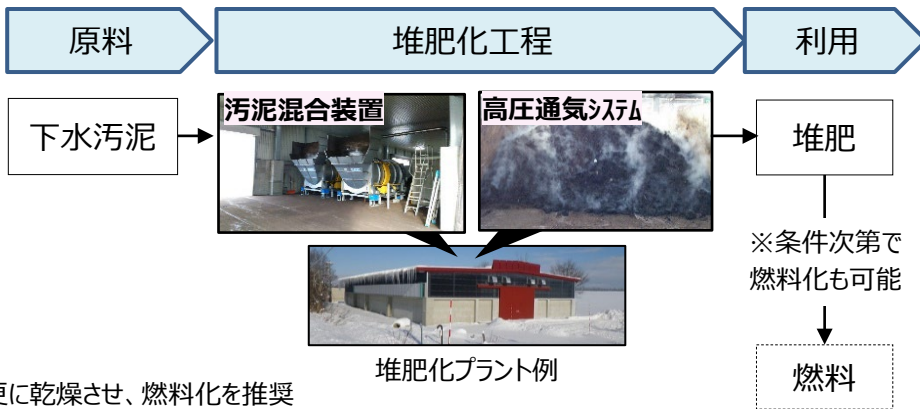 原料
堆肥化工程
利用
下水汚泥
汚泥混合装置
高圧通気システム
堆肥
※条件次第で
燃料化も可能
堆肥化プラント例
燃料
更に乾燥させ、燃料化を推奨